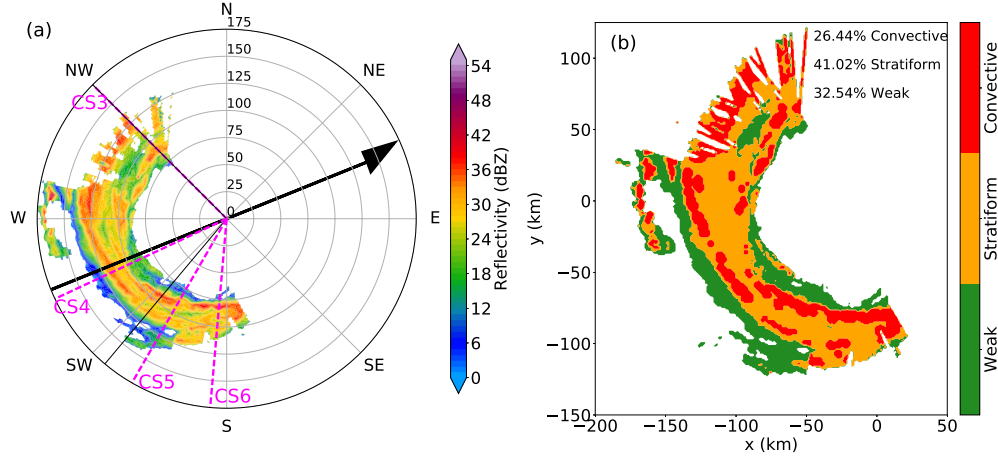 (a)
N
NE
E
SE
S
SW
W
NW
175
150
125
100
75
50
25
0
CS3
CS4
CS5
CS6
54
48
42
36
30
24
18
12
6
0
Reflectivity (dBZ)
(b)
26.44% Convective
41.02% Stratiform
32.54% Weak
100
50
0
−50
−100
−150
y (km)
−200
−150
−100
−50
0
x (km)
Convective
Stratiform
Weak